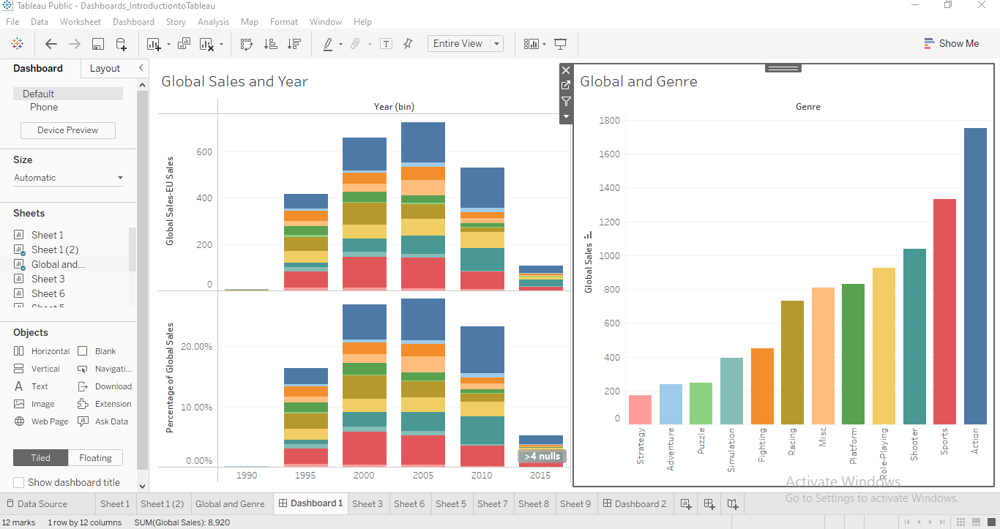 Tableau Public - Dashboards_IntroductiontoTableau
File Data Worksheet Dashboard Story Analysis Map Format Window Help
Entire View
Show Me
Dashboard Layout
Default
Phone
Device Preview
Size
Automatic
Sheets
Sheet 1
Sheet 1 (2)
Global and...
Sheet 3
Sheet 6
Objects
Horizontal Blank
Vertical Navigati...
Text Download
Image Extension
Web Page Ask Data
Tiled Floating
Show dashboard title
Global Sales and Year
Year (bin)
Global Sales-EU Sales
600
400
200
0
Percentage of Global Sales
20.00%
10.00%
0.00%
>4 nulls
1990 1995 2000 2005 2010 2015
Global and Genre
Genre
Global Sales
1800
1600
1400
1200
1000
800
600
400
200
0
Strategy Adventure Puzzle Simulation Fighting Racing Misc Platform Role-Playing Shooter Sports Action
Activate Windows
Go to Settings to activate Windows.
Data Source Sheet 1 Sheet 1 (2) Global and Genre Dashboard 1 Sheet 3 Sheet 6 Sheet 5 Sheet 7 Sheet 8 Sheet 9 Dashboard 2
12 marks 1 row by 12 columns SUM(Global Sales): 8,920